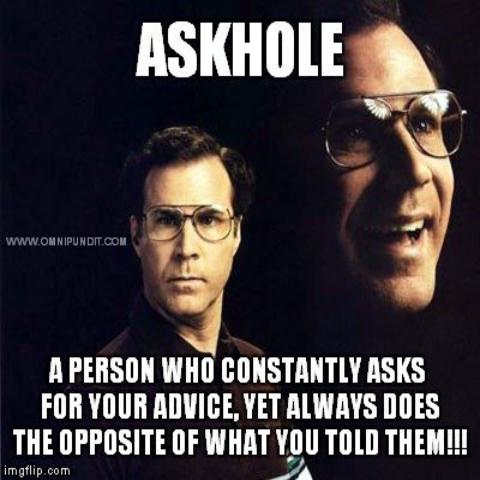 ASKHOLE
WWW.OMNIPUNDIT.COM
A PERSON WHO CONSTANTLY ASKS
FOR YOUR ADVICE, YET ALWAYS DOES
THE OPPOSITE OF WHAT YOU TOLD THEM!!!
imgflip.com